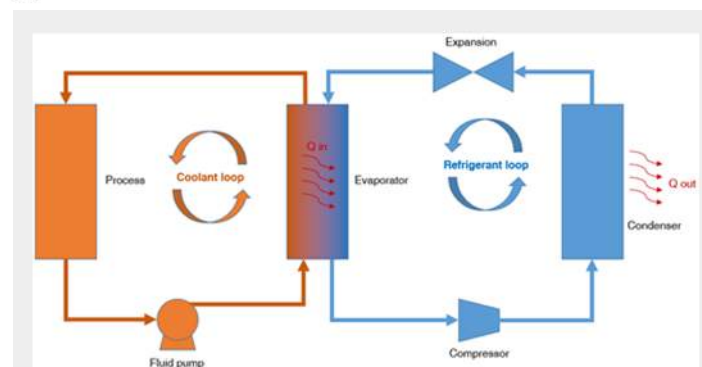 Expansion
Q in
Process
Coolant loop
Evaporator
Refrigerant loop
Q out
Condenser
Fluid pump
Compressor